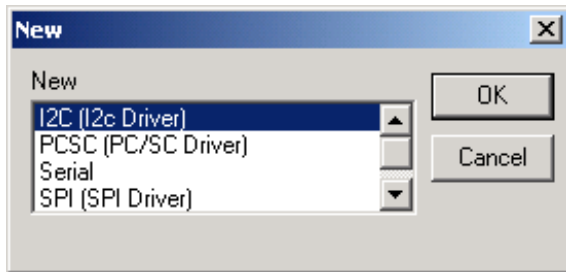 New
New
I2C (I2c Driver)
PCSC (PC/SC Driver)
Serial
SPI (SPI Driver)
OK
Cancel